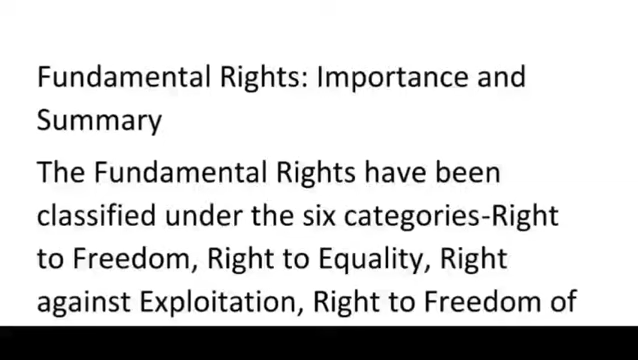 Fundamental Rights: Importance and
Summary
The Fundamental Rights have been
classified under the six categories-Right
to Freedom, Right to Equality, Right
against Exploitation, Right to Freedom of